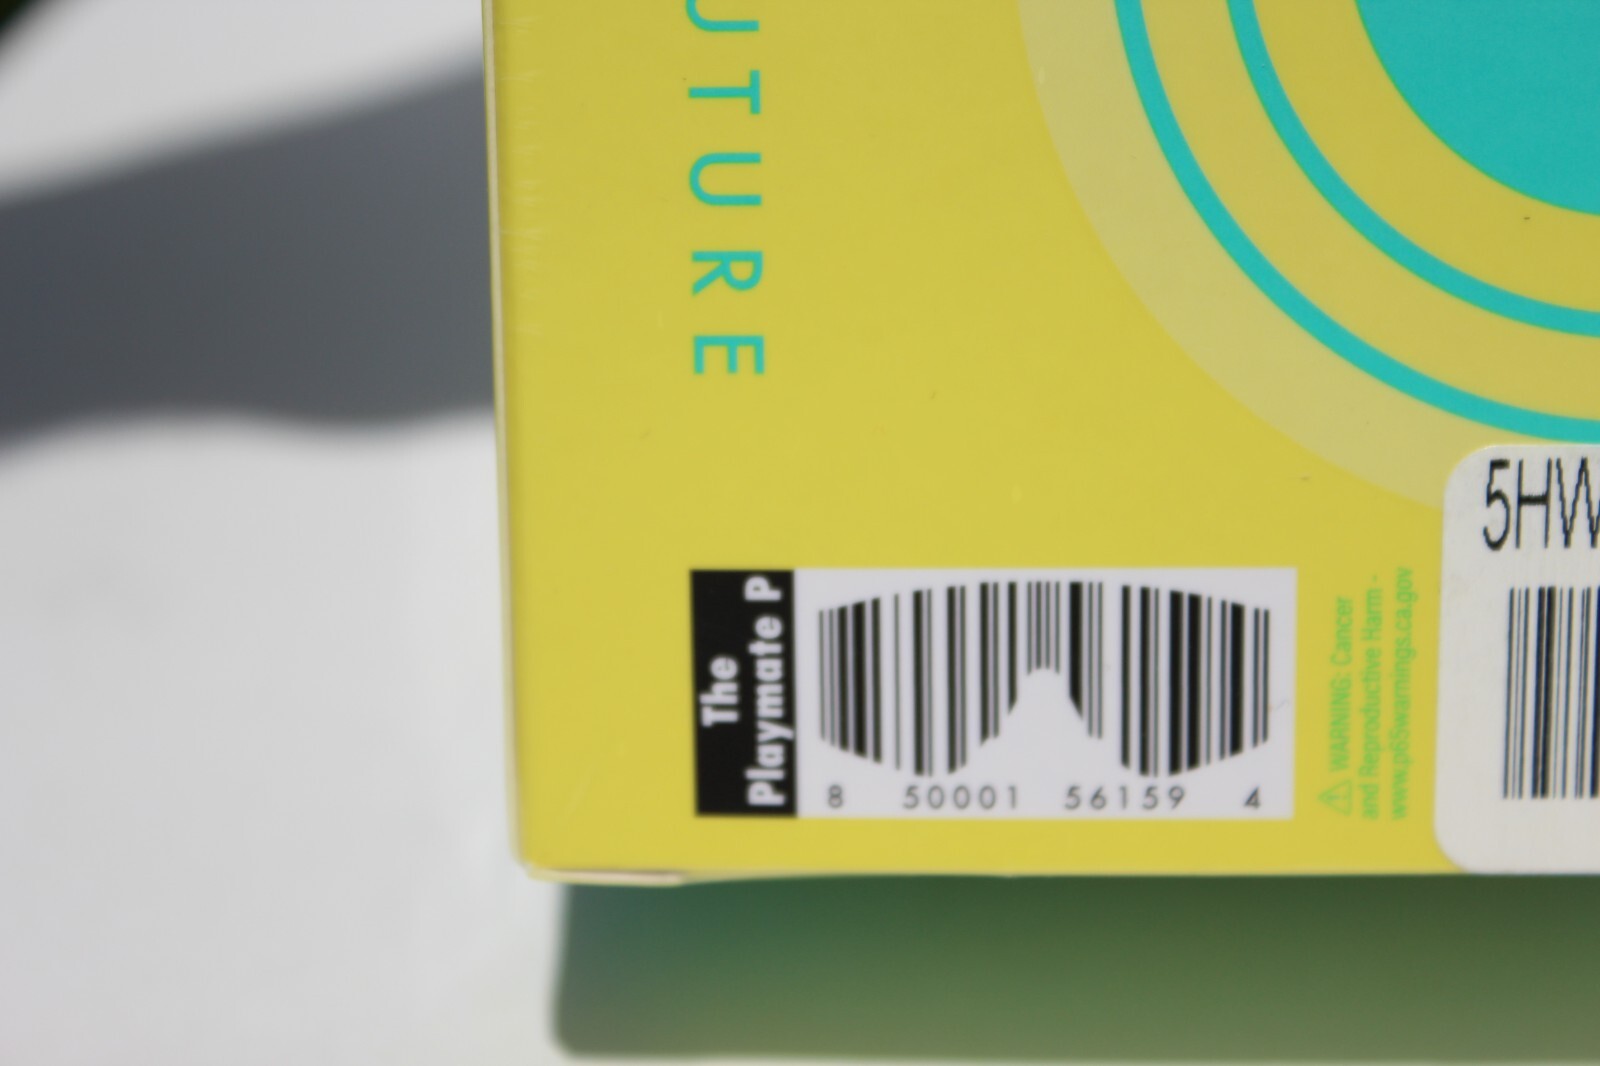 UTURE
The
Playmate P
8 50001 56159 4
WARNING: Cancer
and Reproductive Harm -
www.p65warnings.ca.gov
5HW